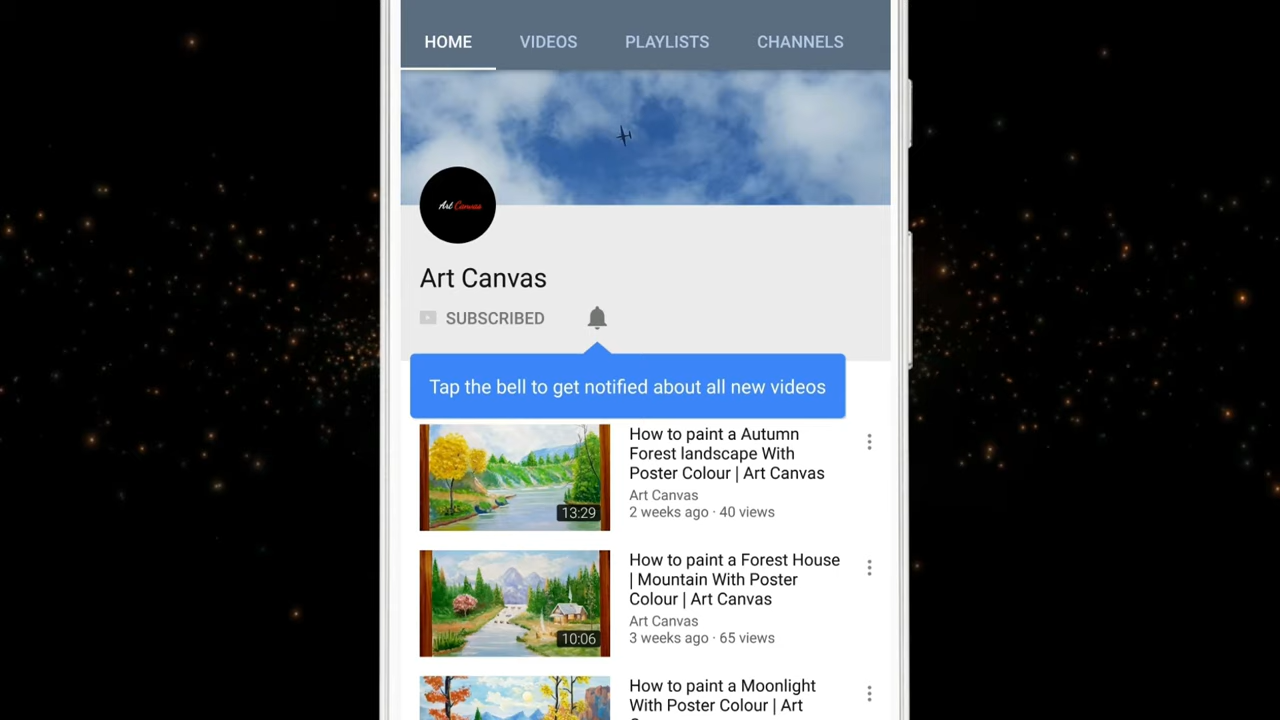 HOME VIDEOS PLAYLISTS CHANNELS
Art Canvas
Art Canvas
SUBSCRIBED
Tap the bell to get notified about all new videos
How to paint a Autumn
Forest landscape With
Poster Colour | Art Canvas
Art Canvas
2 weeks ago · 40 views
13:29
How to paint a Forest House
| Mountain With Poster
Colour | Art Canvas
Art Canvas
3 weeks ago · 65 views
10:06
How to paint a Moonlight
With Poster Colour | Art